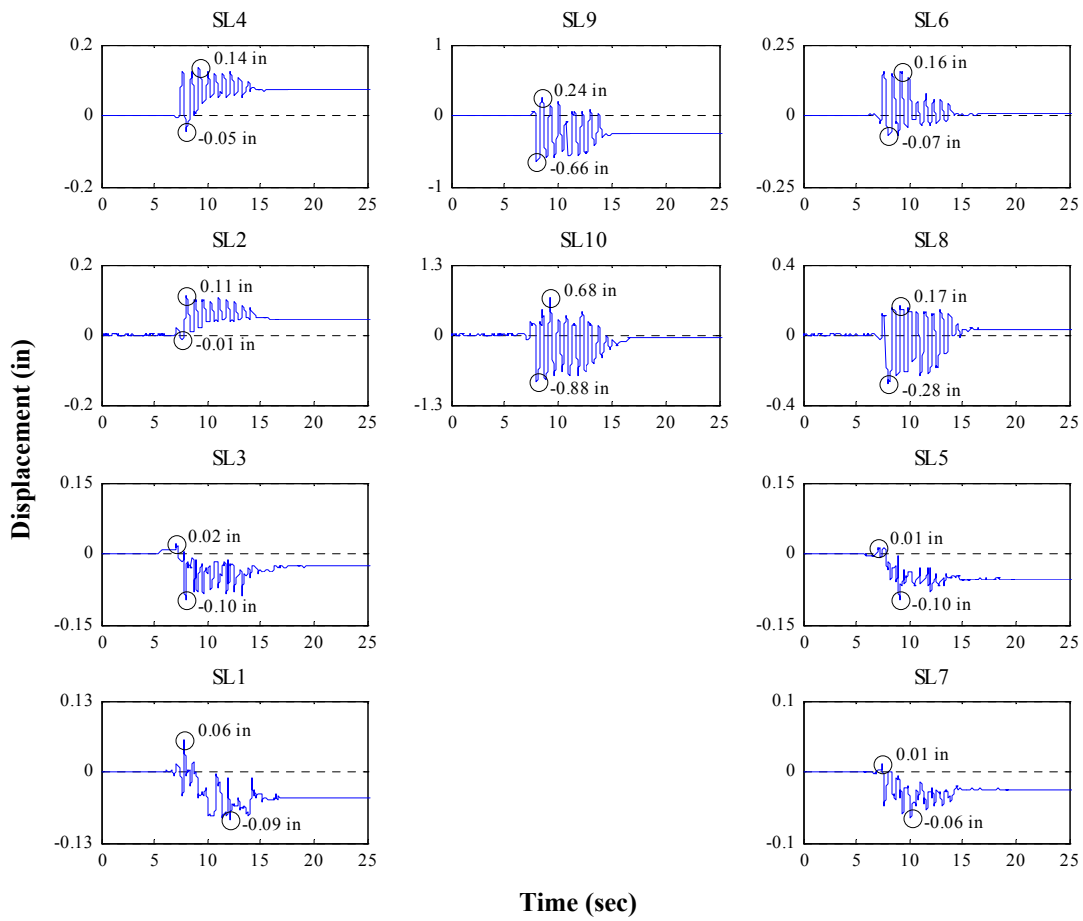 SL4
0.2
0
-0.2
0.14 in
-0.05 in
0 5 10 15 20 25
SL9
1
0
-1
0.24 in
-0.66 in
0 5 10 15 20 25
SL6
0.25
0
-0.25
0.16 in
-0.07 in
0 5 10 15 20 25
SL2
0.2
0
-0.2
0.11 in
-0.01 in
0 5 10 15 20 25
SL10
1.3
0
-1.3
0.68 in
-0.88 in
0 5 10 15 20 25
SL8
0.4
0
-0.4
0.17 in
-0.28 in
0 5 10 15 20 25
SL3
0.15
0
-0.15
0.02 in
-0.10 in
0 5 10 15 20 25
SL5
0.15
0
-0.15
0.01 in
-0.10 in
0 5 10 15 20 25
SL1
0.13
0
-0.13
0.06 in
-0.09 in
0 5 10 15 20 25
SL7
0.1
0
-0.1
0.01 in
-0.06 in
0 5 10 15 20 25
Displacement (in)
Time (sec)